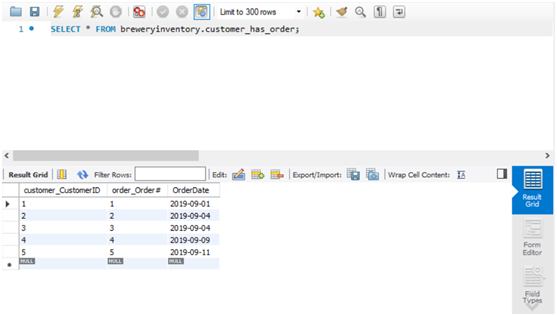 Limit to 300 rows
1 SELECT * FROM breweryinventory.customer_has_order;
Result Grid Filter Rows: Edit: Export/Import: Wrap Cell Content:
customer_CustomerID order_Order# OrderDate
1 1 2019-09-01
2 2 2019-09-04
3 3 2019-09-04
4 4 2019-09-09
5 5 2019-09-11
NULL NULL NULL
Result
Grid
Form
Editor
Field
Types